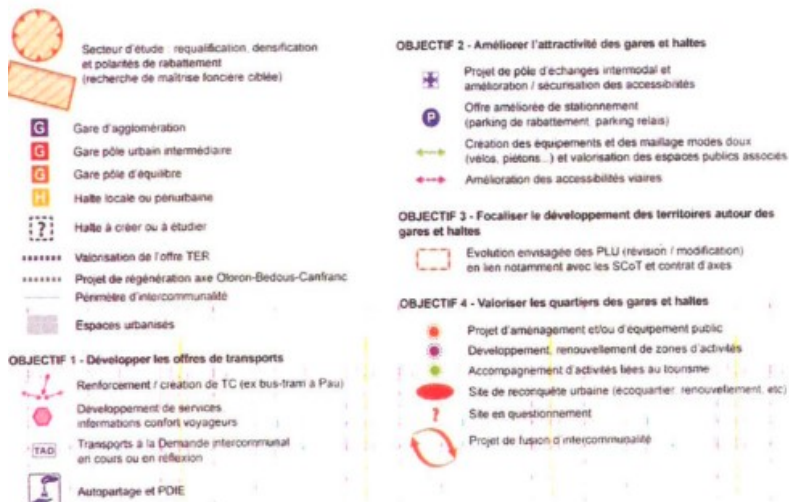 Secteur d'étude : requalification, densification
et polarités de rabattement
(recherche de maîtrise foncière ciblée)
G Gare d'agglomération
G Gare pôle urbain intermédiaire
G Gare pôle d'équilibre
H Halte locale ou périurbaine
? Halte à créer ou à étudier
Valorisation de l'offre TER
Projet de régénération axe Oloron-Bedous-Canfranc
Périmètre d'intercommunalité
Espaces urbanisés
OBJECTIF 1 - Développer les offres de transports
Renforcement / création de TC (ex bus-tram à Pau)
Développement de services
informations confort voyageurs
TAD Transports à la Demande intercommunal
en cours ou en réflexion
Autopartage et PDIE
OBJECTIF 2 - Améliorer l'attractivité des gares et haltes
Projet de pôle d'échanges intermodal et
amélioration / sécurisation des accessibilités
P Offre améliorée de stationnement
(parking de rabattement, parking relais)
Création des équipements et des maillage modes doux
(vélos, piétons...) et valorisation des espaces publics associés
Amélioration des accessibilités viaires
OBJECTIF 3 - Focaliser le développement des territoires autour des
gares et haltes
Evolution envisagée des PLU (révision / modification)
en lien notamment avec les SCoT et contrat d'axes
OBJECTIF 4 - Valoriser les quartiers des gares et haltes
Projet d'aménagement et/ou d'équipement public
Développement, renouvellement de zones d'activités
Accompagnement d'activités liées au tourisme
Site de reconquête urbaine (écoquartier, renouvellement, etc)
? Site en questionnement
Projet de fusion d'intercommunalité